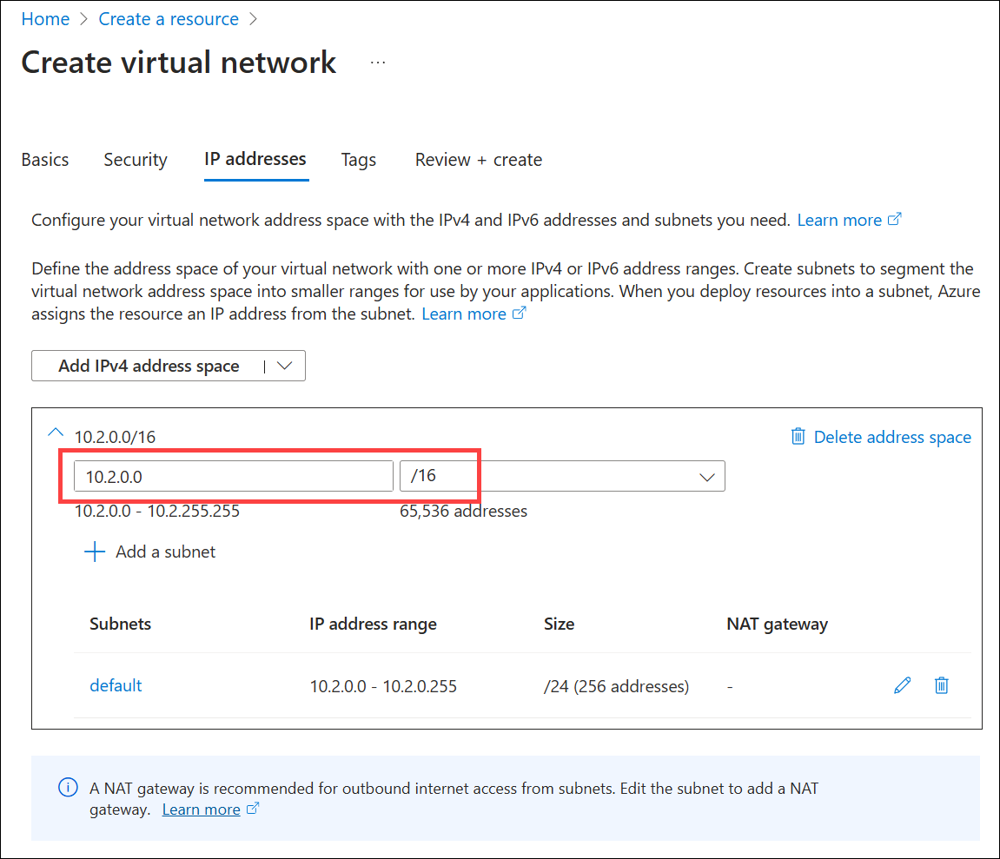 Home > Create a resource >
Create virtual network ...
Basics Security IP addresses Tags Review + create
Configure your virtual network address space with the IPv4 and IPv6 addresses and subnets you need. Learn more
Define the address space of your virtual network with one or more IPv4 or IPv6 address ranges. Create subnets to segment the
virtual network address space into smaller ranges for use by your applications. When you deploy resources into a subnet, Azure
assigns the resource an IP address from the subnet. Learn more
Add IPv4 address space |
10.2.0.0/16 Delete address space
10.2.0.0 /16
10.2.0.0 - 10.2.255.255 65,536 addresses
+ Add a subnet
Subnets IP address range Size NAT gateway
default 10.2.0.0 - 10.2.0.255 /24 (256 addresses) -
A NAT gateway is recommended for outbound internet access from subnets. Edit the subnet to add a NAT
gateway. Learn more